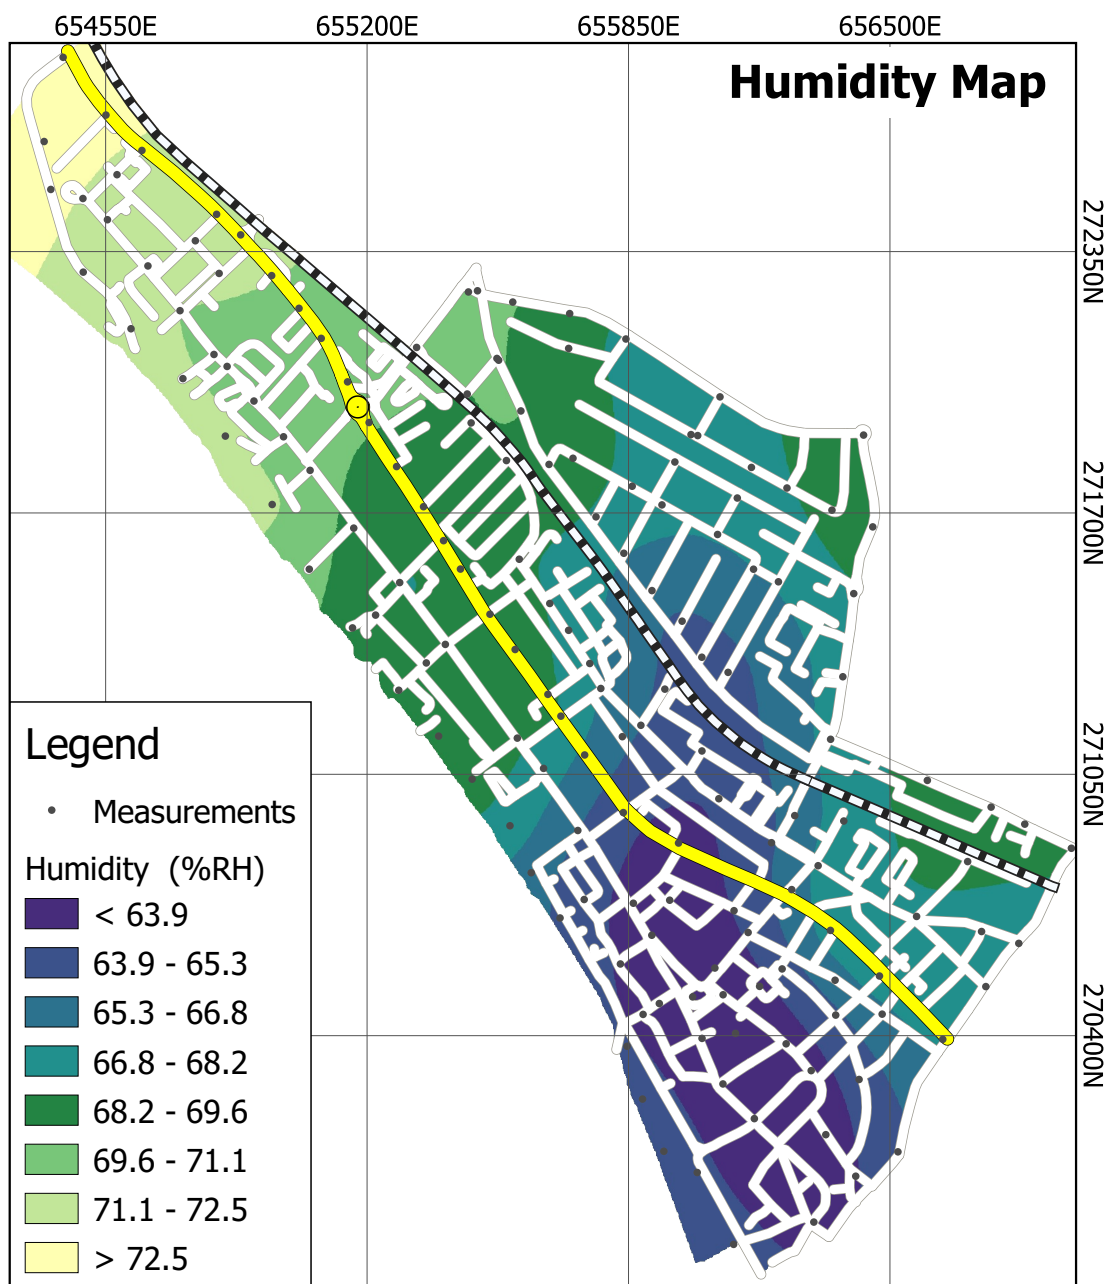 654550E 655200E 655850E 656500E
Humidity Map
272350N
271700N
271050N
270400N
Legend
Measurements
Humidity (%RH)
< 63.9
63.9 - 65.3
65.3 - 66.8
66.8 - 68.2
68.2 - 69.6
69.6 - 71.1
71.1 - 72.5
> 72.5